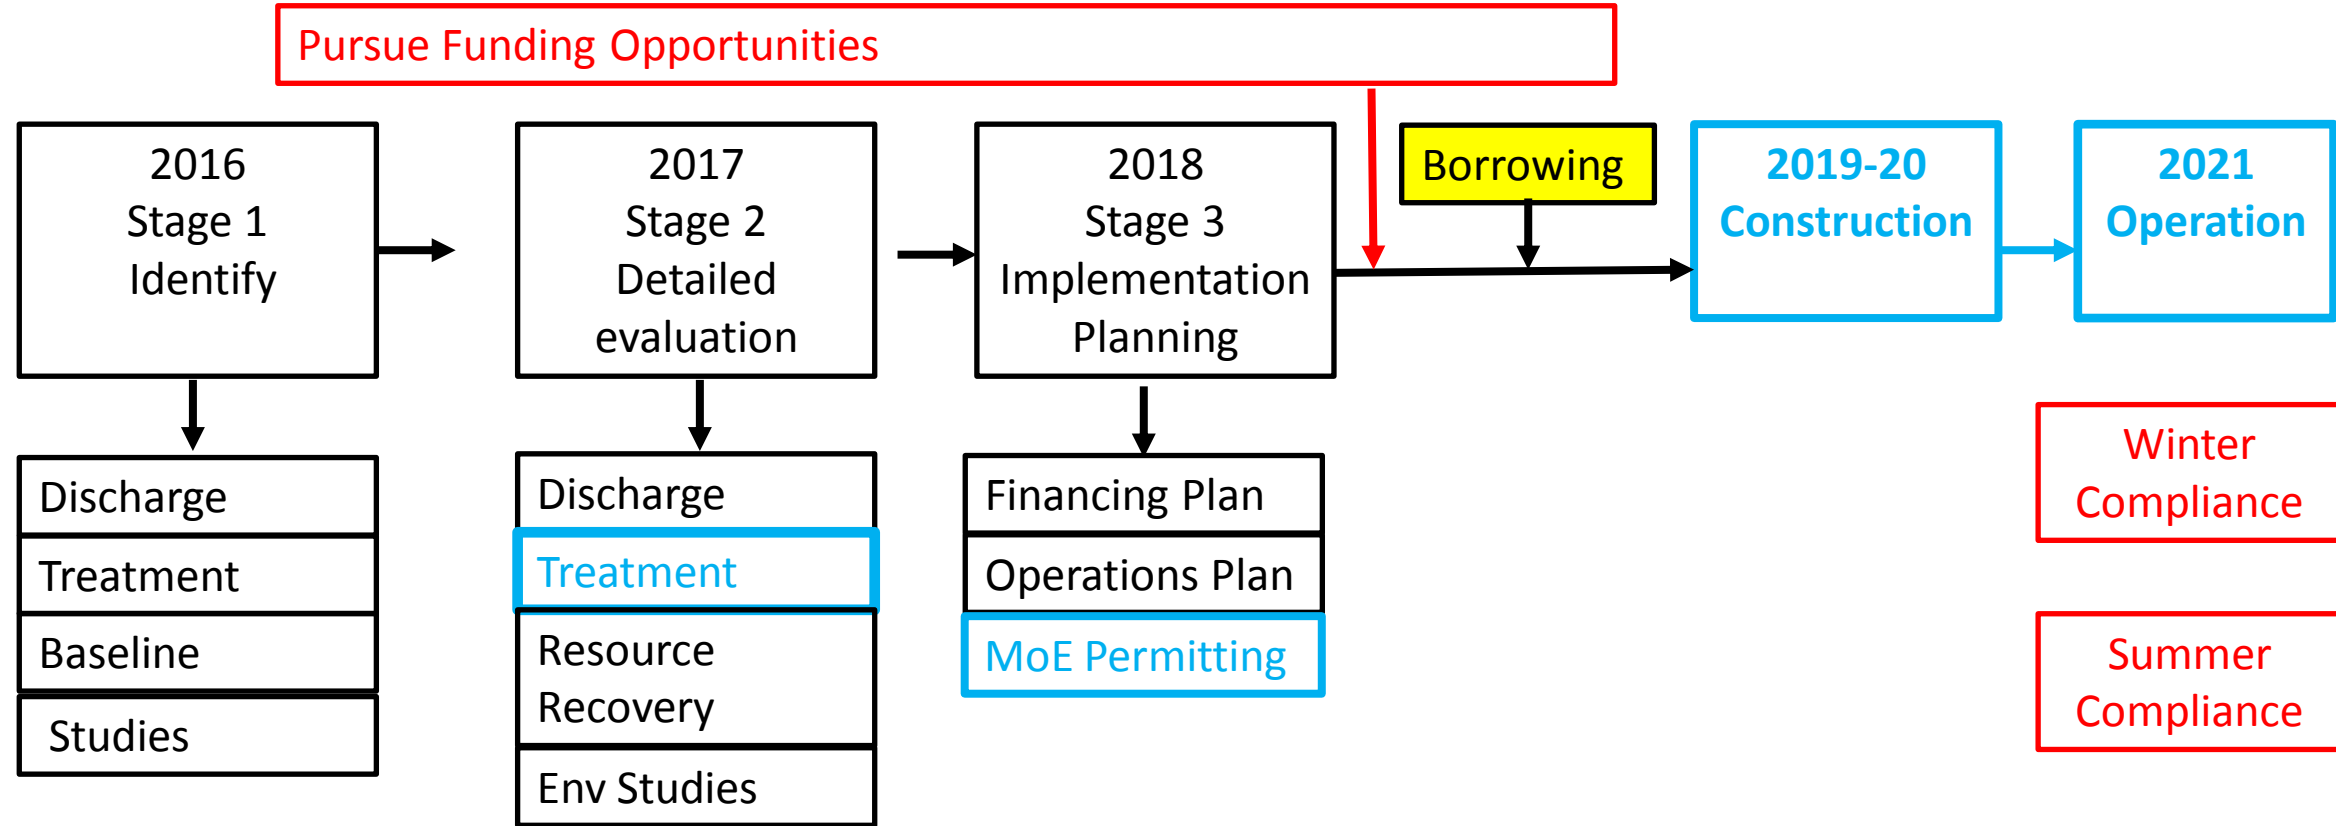 Pursue Funding Opportunities
2016
Stage 1
Identify
2017
Stage 2
Detailed
evaluation
2018
Stage 3
Implementation
Planning
Borrowing
2019-20
Construction
2021
Operation
Discharge
Treatment
Baseline
Studies
Discharge
Treatment
Resource
Recovery
Env Studies
Financing Plan
Operations Plan
MoE Permitting
Winter
Compliance
Summer
Compliance